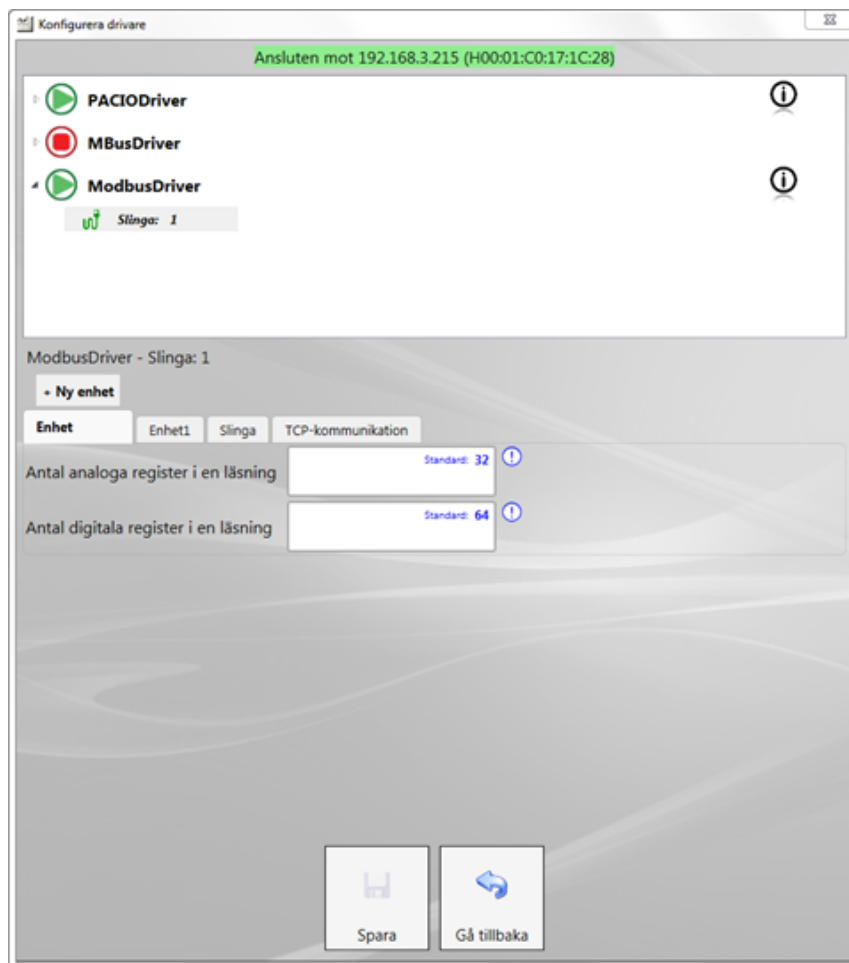 Konfigurera drivare
Ansluten mot 192.168.3.215 (H00:01:C0:17:1C:28)
PACIODriver
MBusDriver
ModbusDriver
Slinga: 1
ModbusDriver - Slinga: 1
+ Ny enhet
Enhet Enhet1 Slinga TCP-kommunikation
Antal analoga register i en läsning Standard: 32
Antal digitala register i en läsning Standard: 64
Spara Gå tillbaka